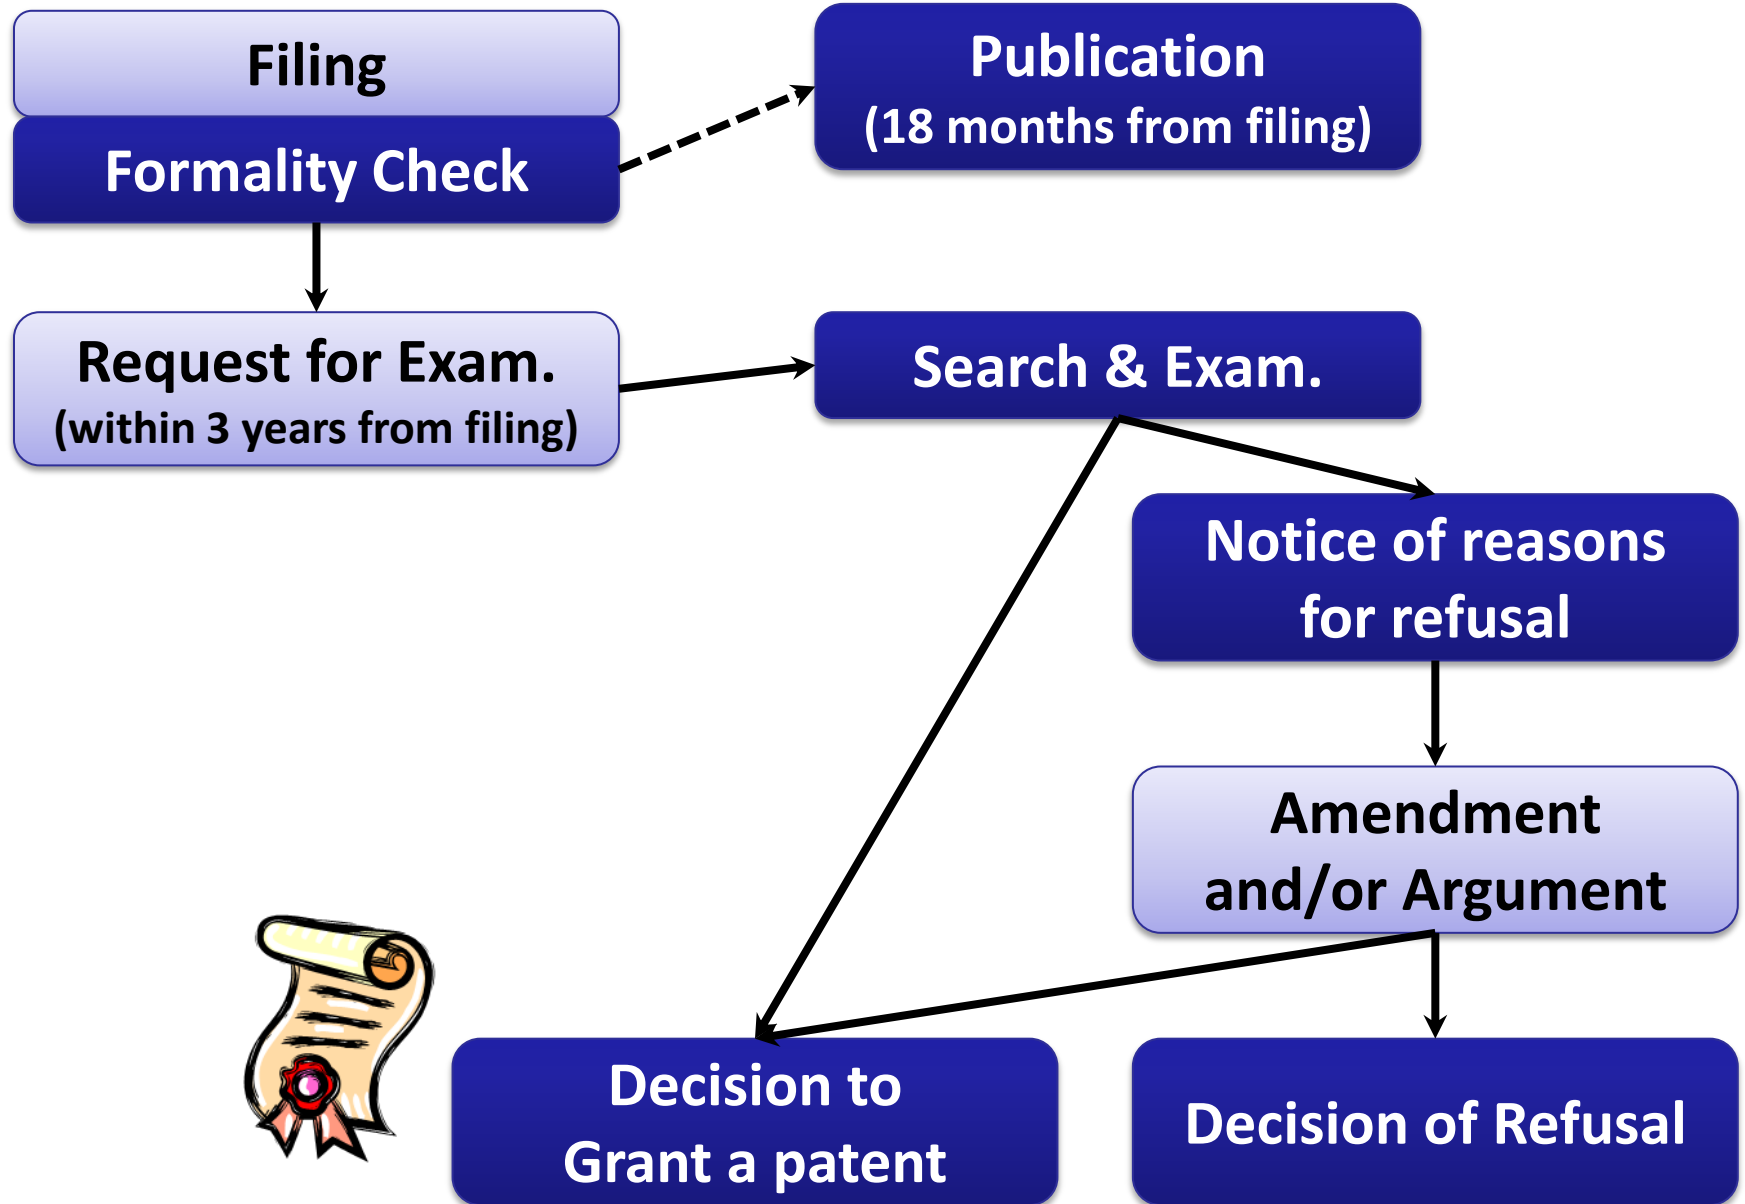 Filing
Formality Check
Publication
(18 months from filing)
Request for Exam.
(within 3 years from filing)
Search & Exam.
Notice of reasons
for refusal
Amendment
and/or Argument
Decision to
Grant a patent
Decision of Refusal